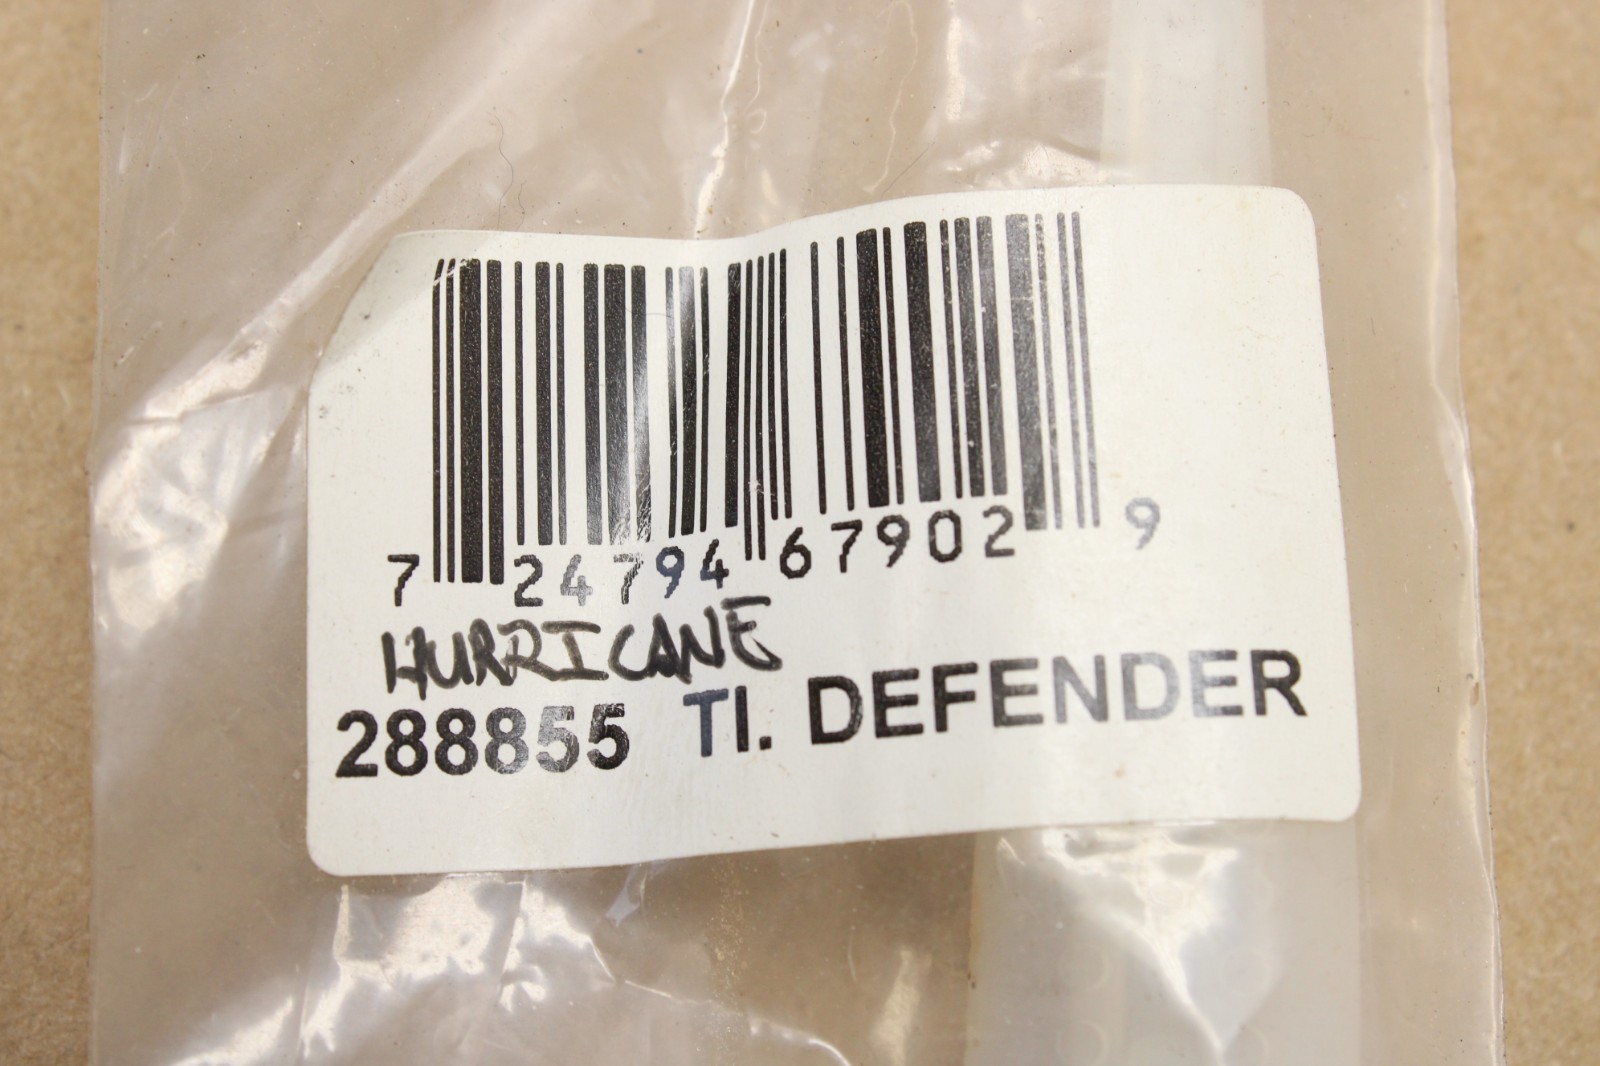 7 24794 67902 9
HURRICANE
288855 TI. DEFENDER